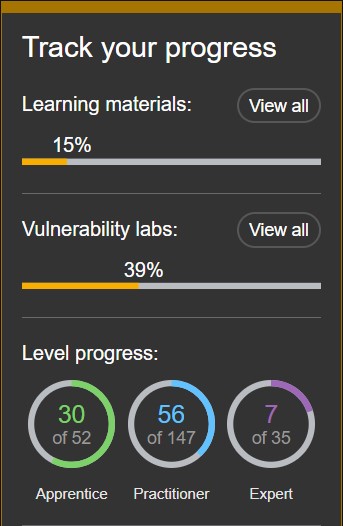 Track your progress
Learning materials:
View all
15%
Vulnerability labs:
View all
39%
Level progress:
30 56 7
of 52 of 147 of 35
Apprentice Practitioner Expert